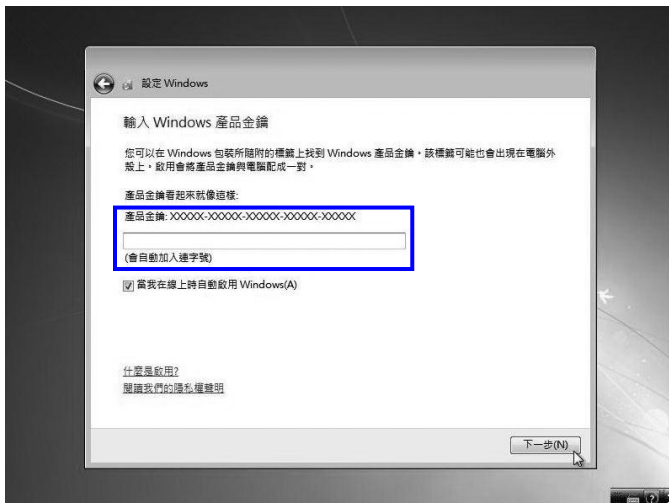 設定 Windows
輸入 Windows 產品金鑰
您可以在 Windows 包裝所隨附的標籤上找到 Windows 產品金鑰。該標籤可能也會出現在電腦外
殼上。啟用會將產品金鑰與電腦配成一對。
產品金鑰看起來就像這樣:
產品金鑰: XXXXX-XXXXX-XXXXX-XXXXX-XXXXX
(會自動加入連字號)
當我在線上時自動啟用 Windows(A)
什麼是啟用?
閱讀我們的隱私權聲明
下一步(N)